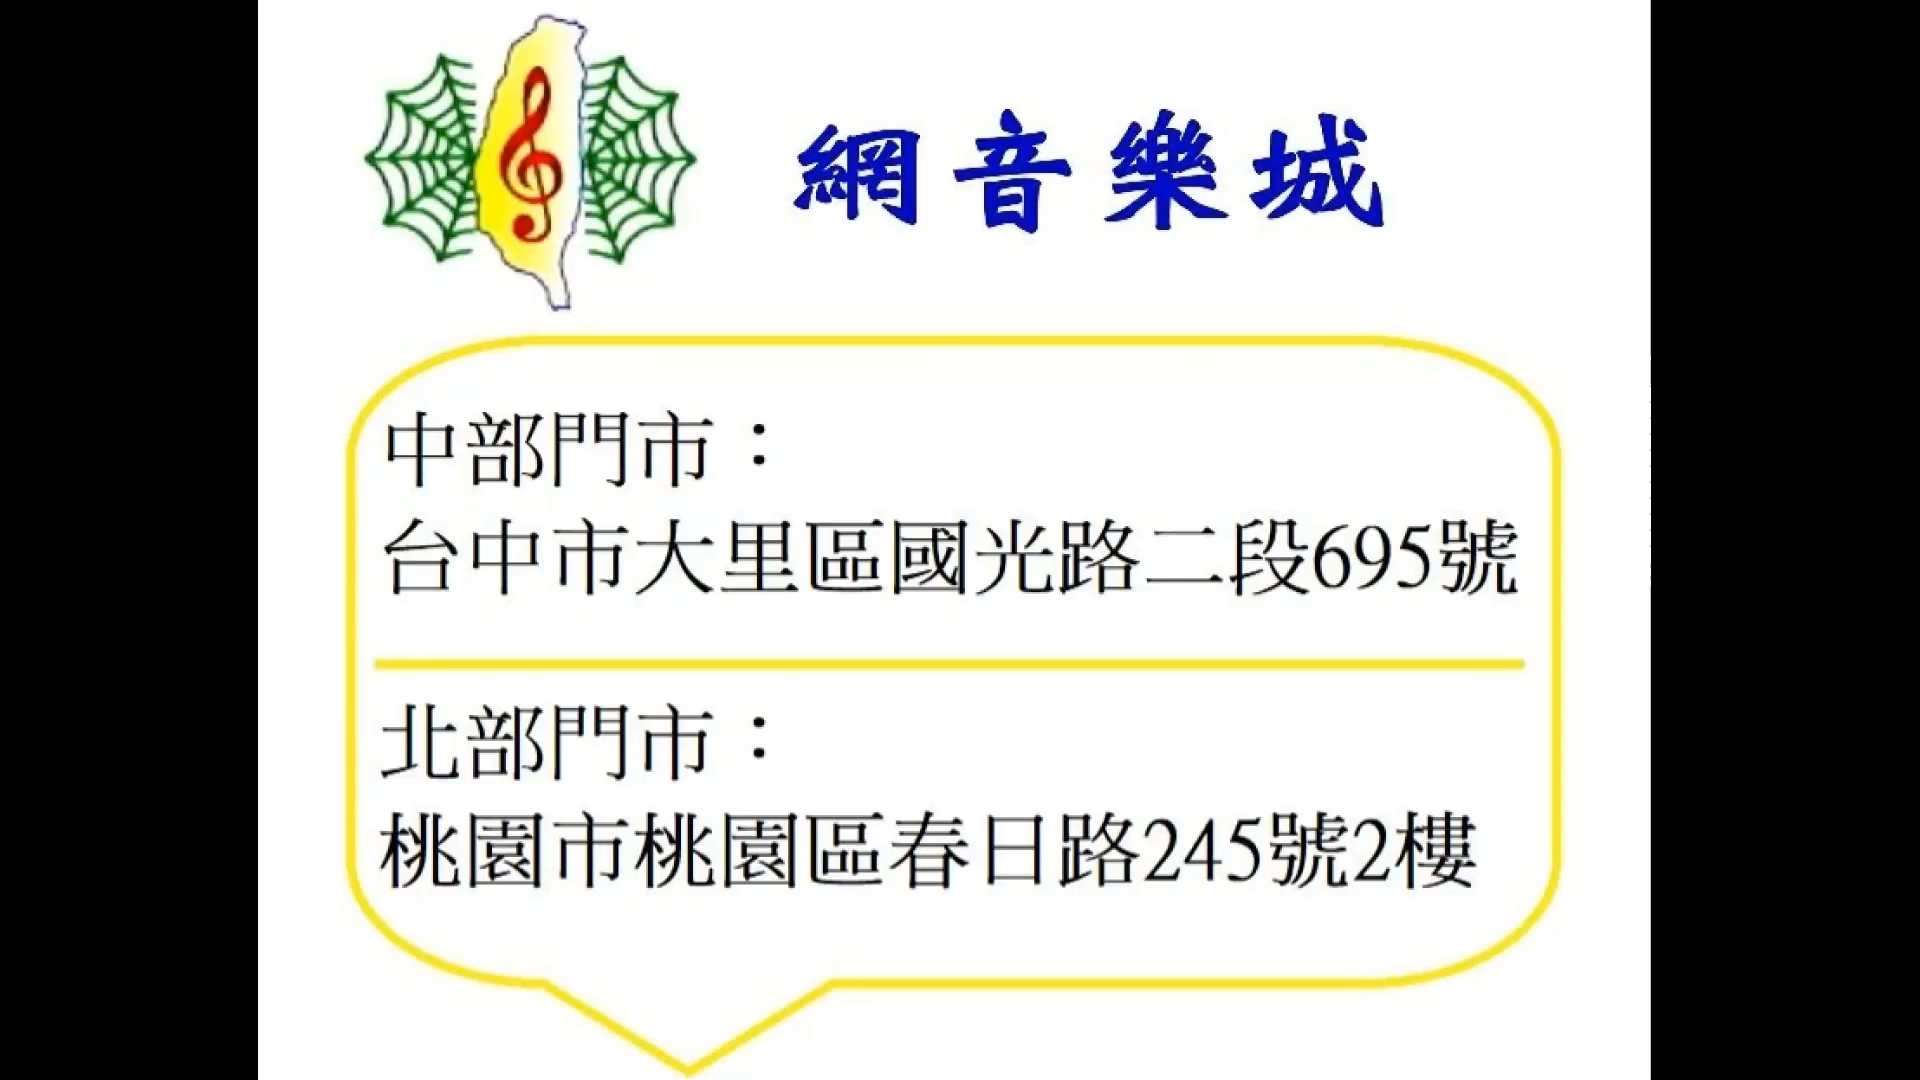 網音樂城
中部門市：
台中市大里區國光路二段695號
北部門市：
桃園市桃園區春日路245號2樓